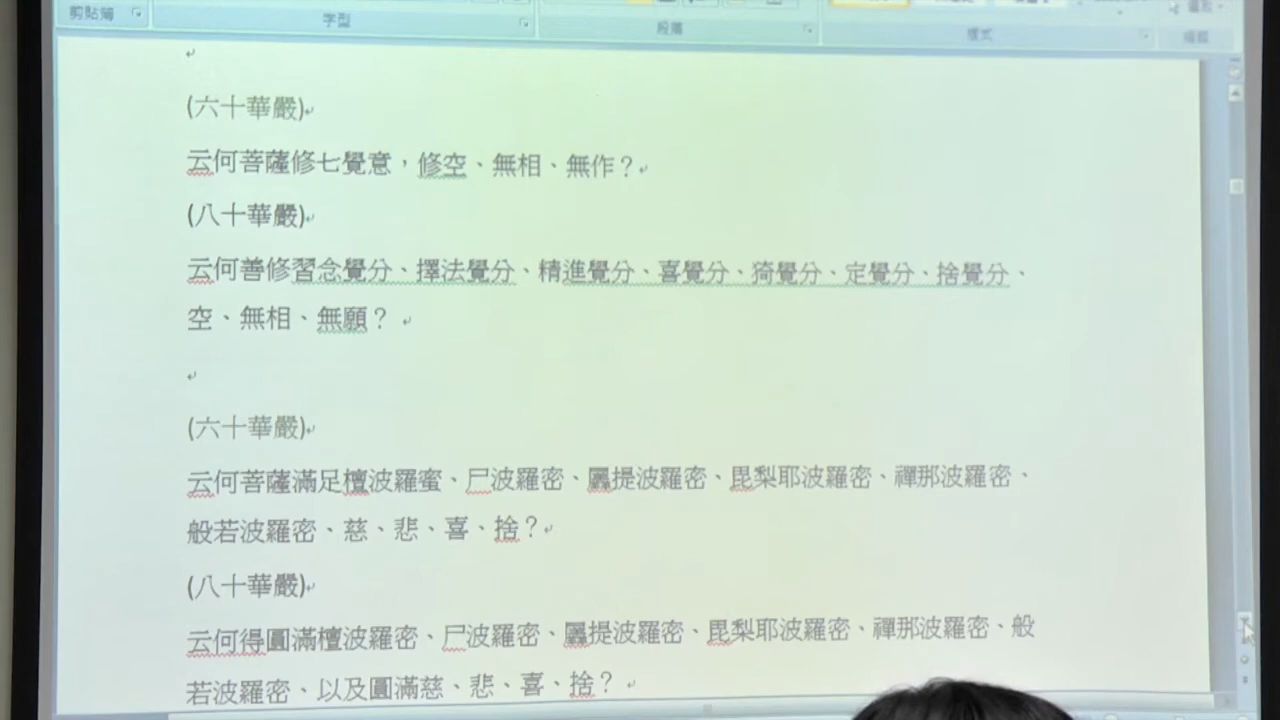 剪貼簿
字型
段落
樣式
(六十華嚴)
云何菩薩修七覺意，修空、無相、無作？
(八十華嚴)
云何善修習念覺分、擇法覺分、精進覺分、喜覺分、猗覺分、定覺分、捨覺分、
空、無相、無願？
(六十華嚴)
云何菩薩滿足檀波羅蜜、尸波羅密、羼提波羅密、毘梨耶波羅密、禪那波羅密、
般若波羅密、慈、悲、喜、捨？
(八十華嚴)
云何得圓滿檀波羅密、尸波羅密、羼提波羅密、毘梨耶波羅密、禪那波羅密、般
若波羅密、以及圓滿慈、悲、喜、捨？